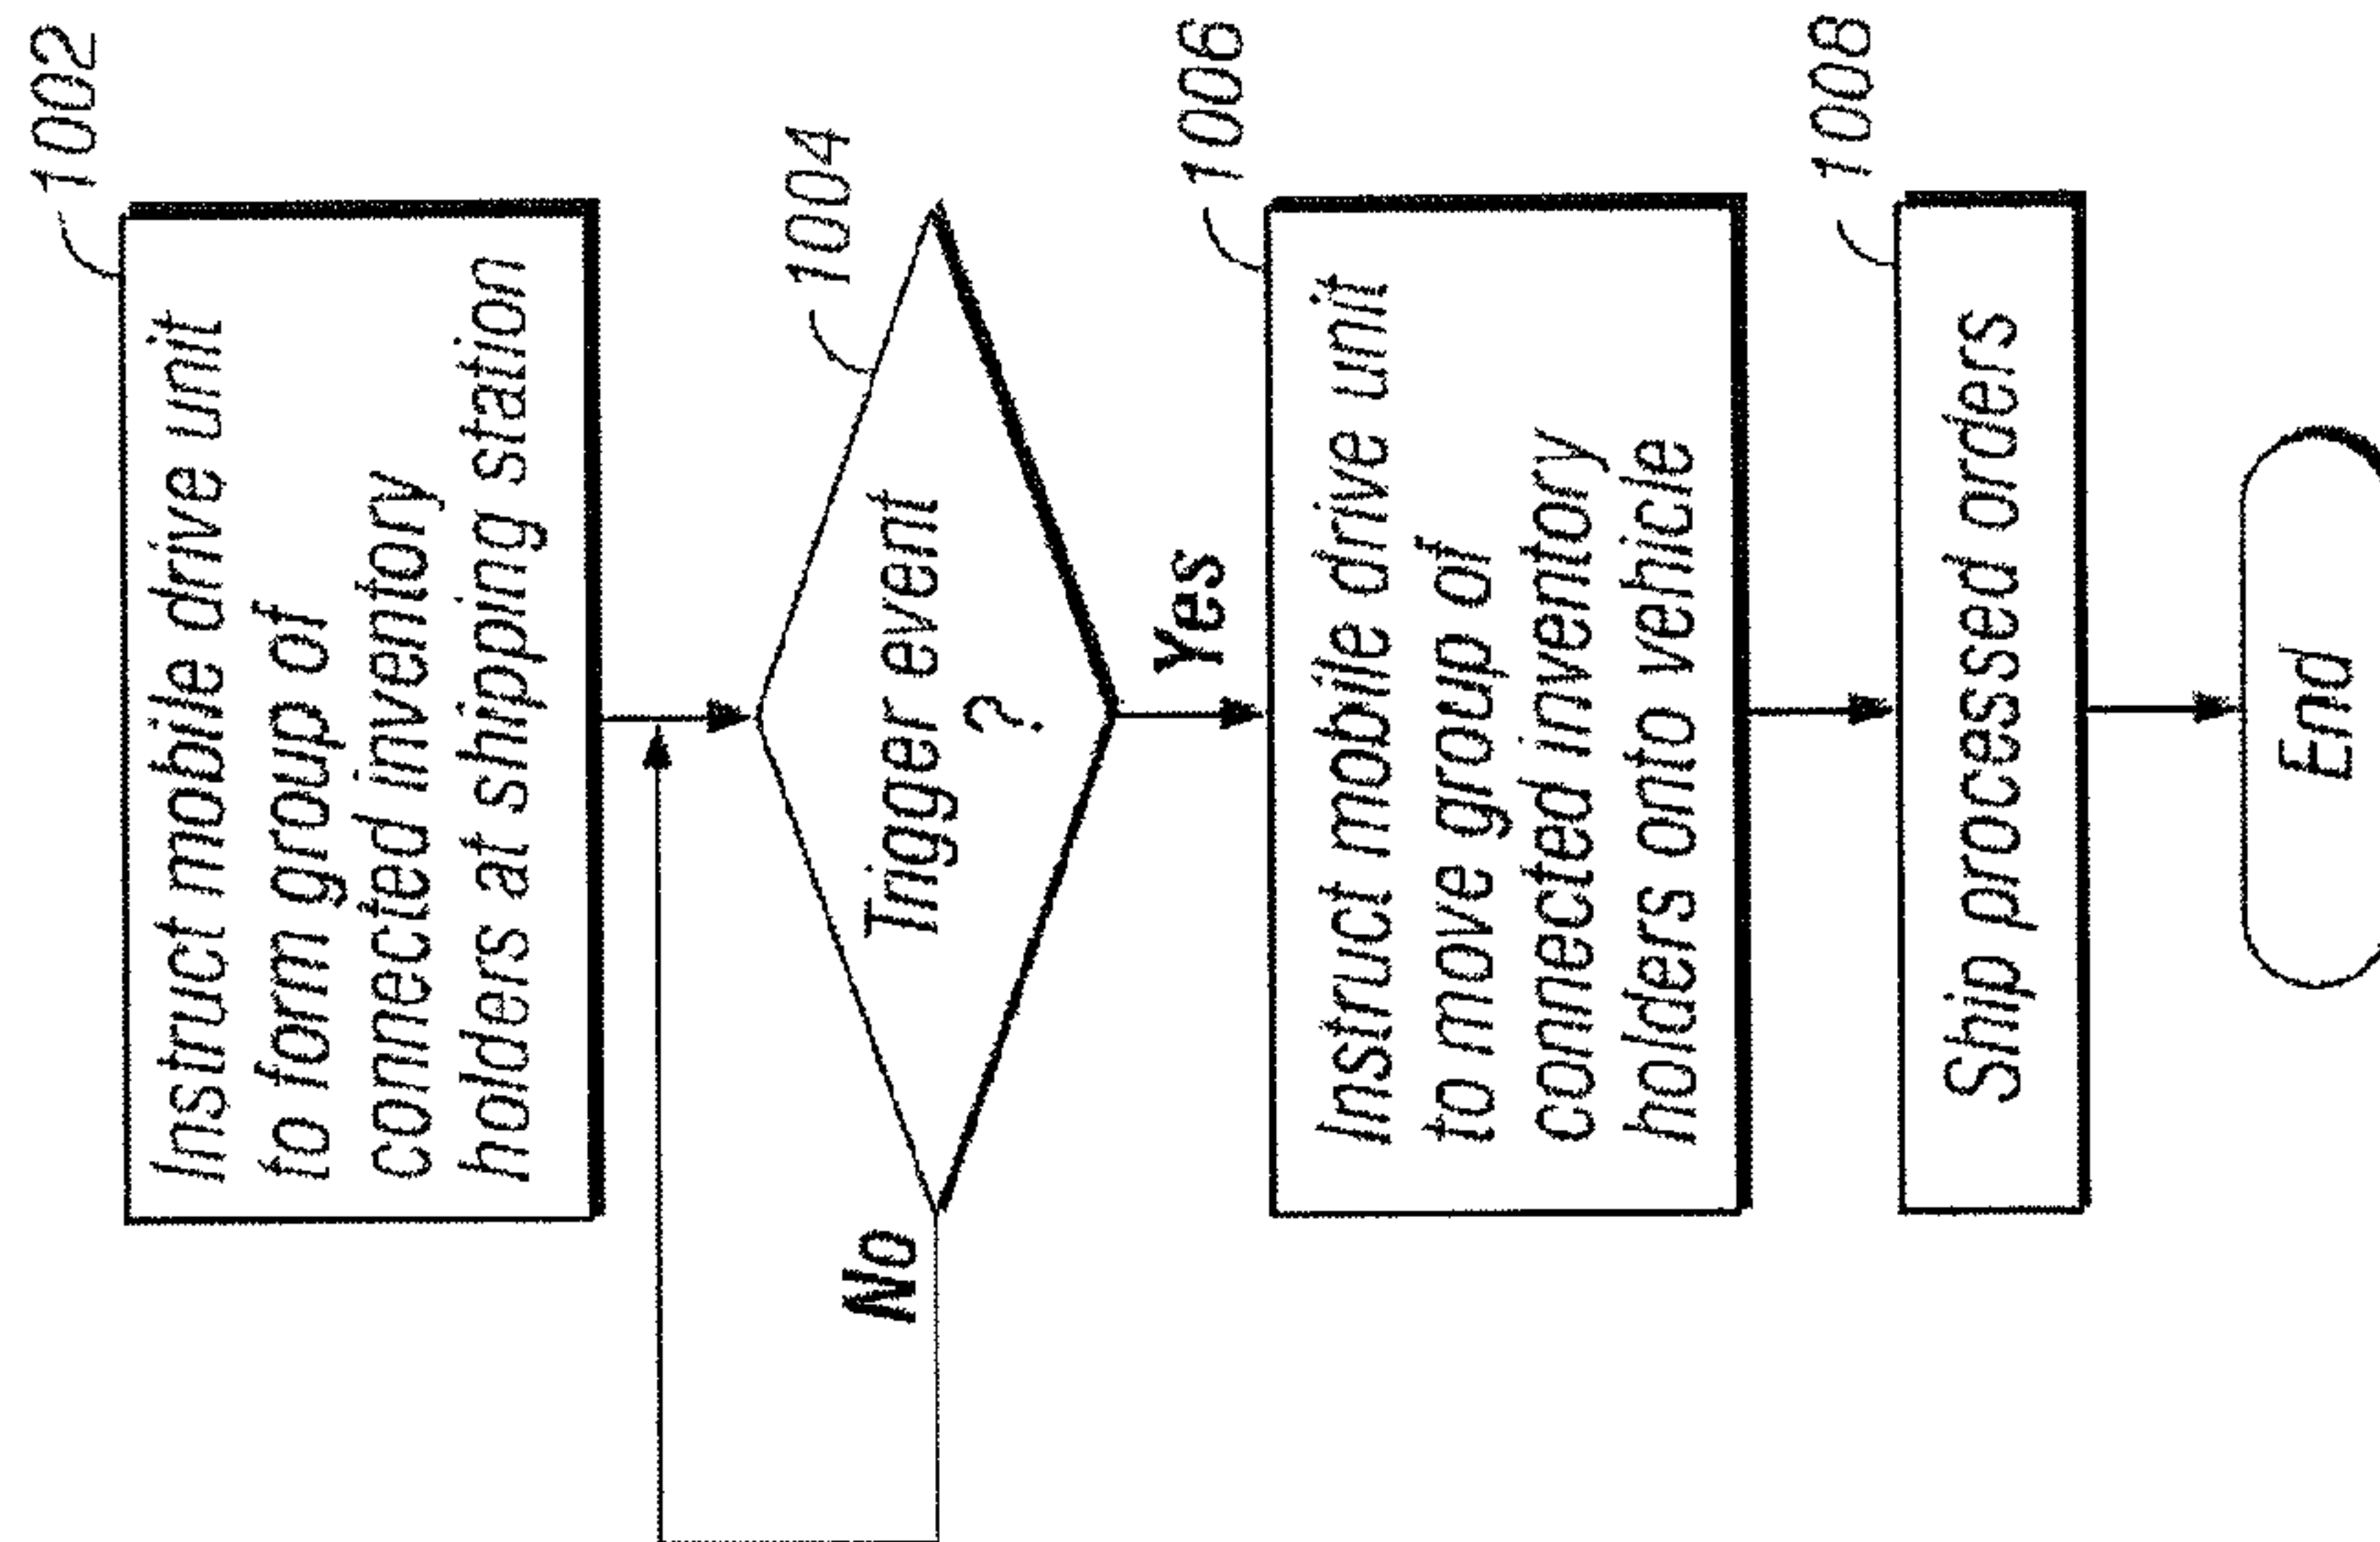 1002
Instruct mobile drive unit
to form group of
connected inventory
holders at shipping station
1004
Trigger event
?
No
Yes
1006
Instruct mobile drive unit
to move group of
connected inventory
holders onto vehicle
1008
Ship processed orders
End